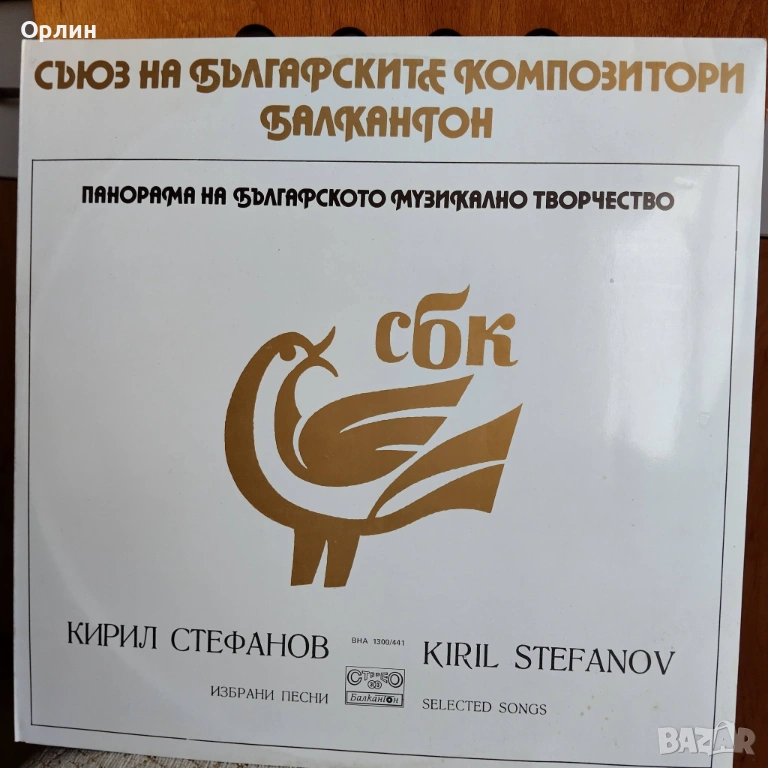 Орлин
СЪЮЗ НА БЪЛГАРСКИТЕ КОМПОЗИТОРИ
БАЛКАНТОН
ПАНОРАМА НА БЪЛГАРСКОТО МУЗИКАЛНО ТВОРЧЕСТВО
сбк
КИРИЛ СТЕФАНОВ
ВНА 1300/441
KIRIL STEFANOV
ИЗБРАНИ ПЕСНИ
СТЕРЕО
Балкантон
SELECTED SONGS
BAZAR